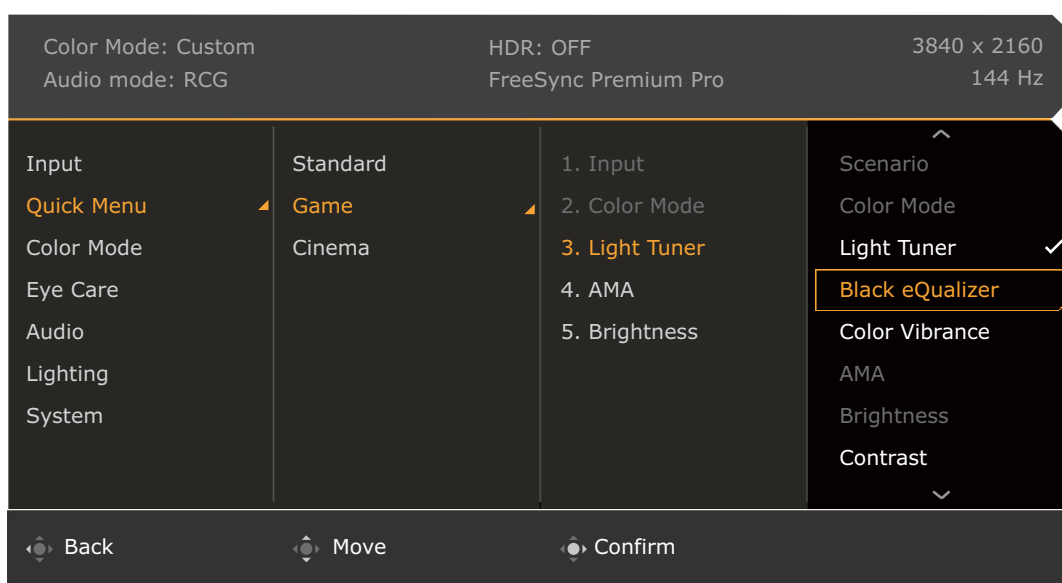 Color Mode: Custom
Audio mode: RCG
HDR: OFF
FreeSync Premium Pro
3840 x 2160
144 Hz
Input
Quick Menu
Color Mode
Eye Care
Audio
Lighting
System
Standard
Game
Cinema
1. Input
2. Color Mode
3. Light Tuner
4. AMA
5. Brightness
Scenario
Color Mode
Light Tuner
Black eQualizer
Color Vibrance
AMA
Brightness
Contrast
Back
Move
Confirm